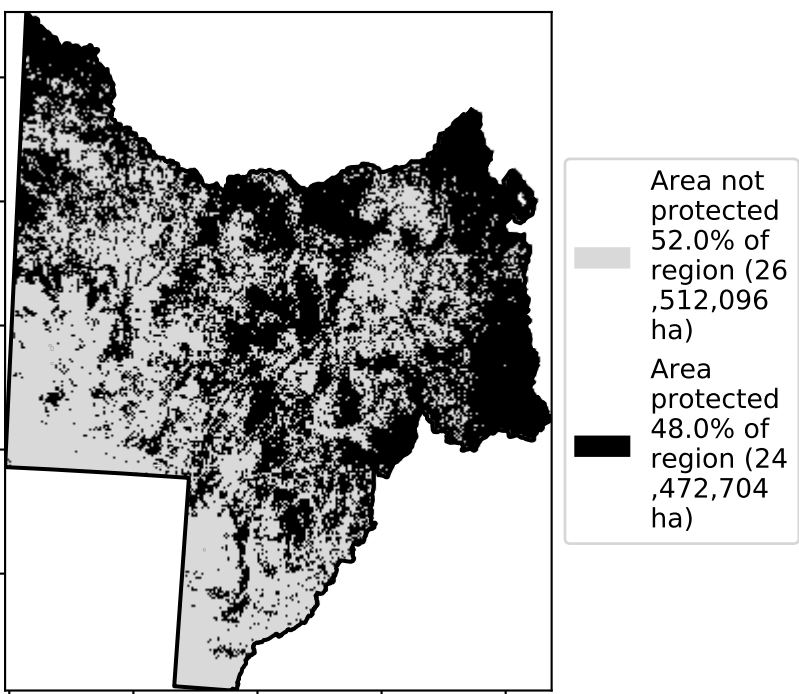 Area not
protected
52.0% of
region (26
,512,096
ha)
Area
protected
48.0% of
region (24
,472,704
ha)